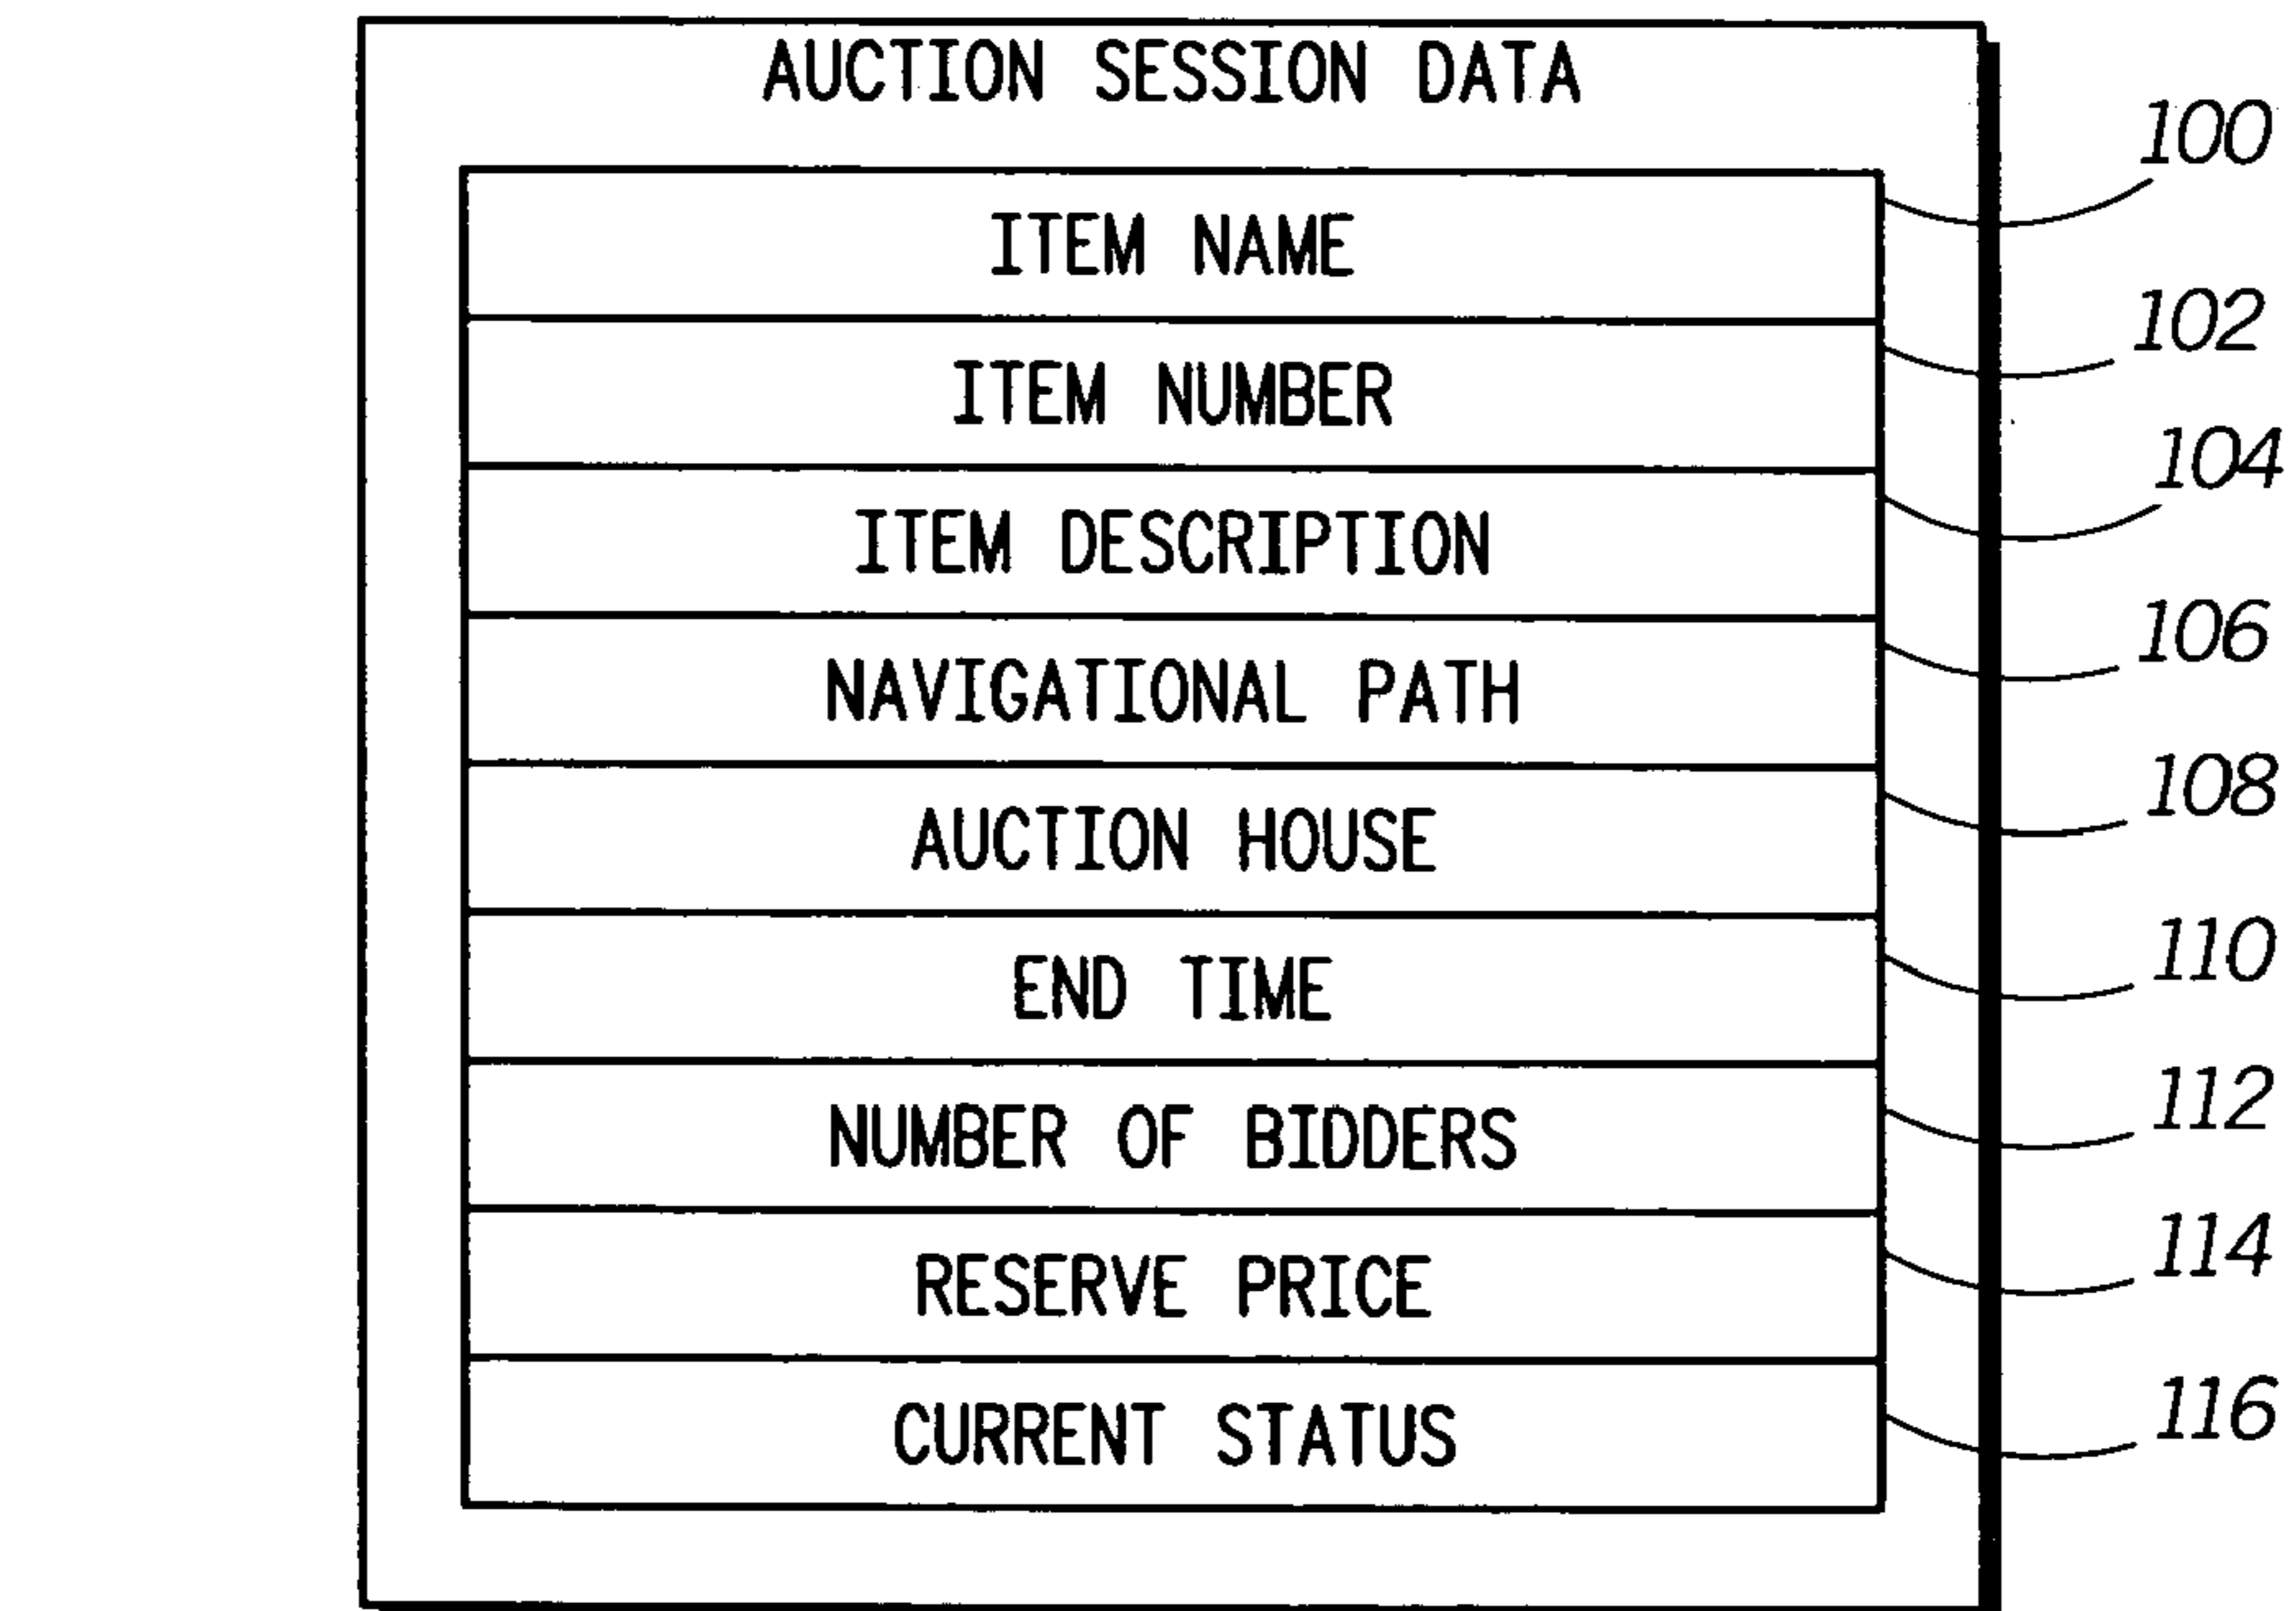 AUCTION SESSION DATA
100
ITEM NAME
102
ITEM NUMBER
104
ITEM DESCRIPTION
106
NAVIGATIONAL PATH
108
AUCTION HOUSE
110
END TIME
112
NUMBER OF BIDDERS
114
RESERVE PRICE
116
CURRENT STATUS